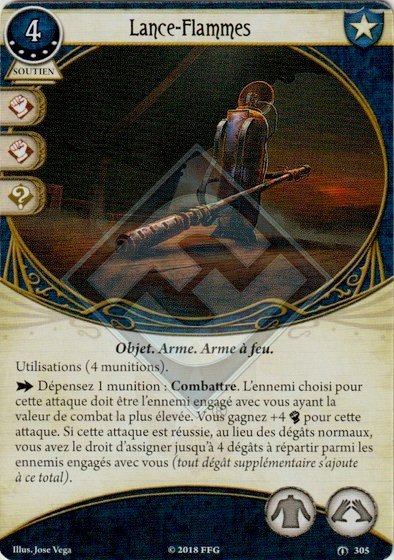 4
Lance-Flammes
SOUTIEN
Objet. Arme. Arme à feu.
Utilisations (4 munitions).
Dépensez 1 munition : Combattre. L'ennemi choisi pour
cette attaque doit être l'ennemi engagé avec vous ayant la
valeur de combat la plus élevée. Vous gagnez +4 pour cette
attaque. Si cette attaque est réussie, au lieu des dégâts normaux,
vous avez le droit d'assigner jusqu'à 4 dégâts à répartir parmi les
ennemis engagés avec vous (tout dégât supplémentaire s'ajoute
à ce total).
Illus. Jose Vega
© 2018 FFG
305